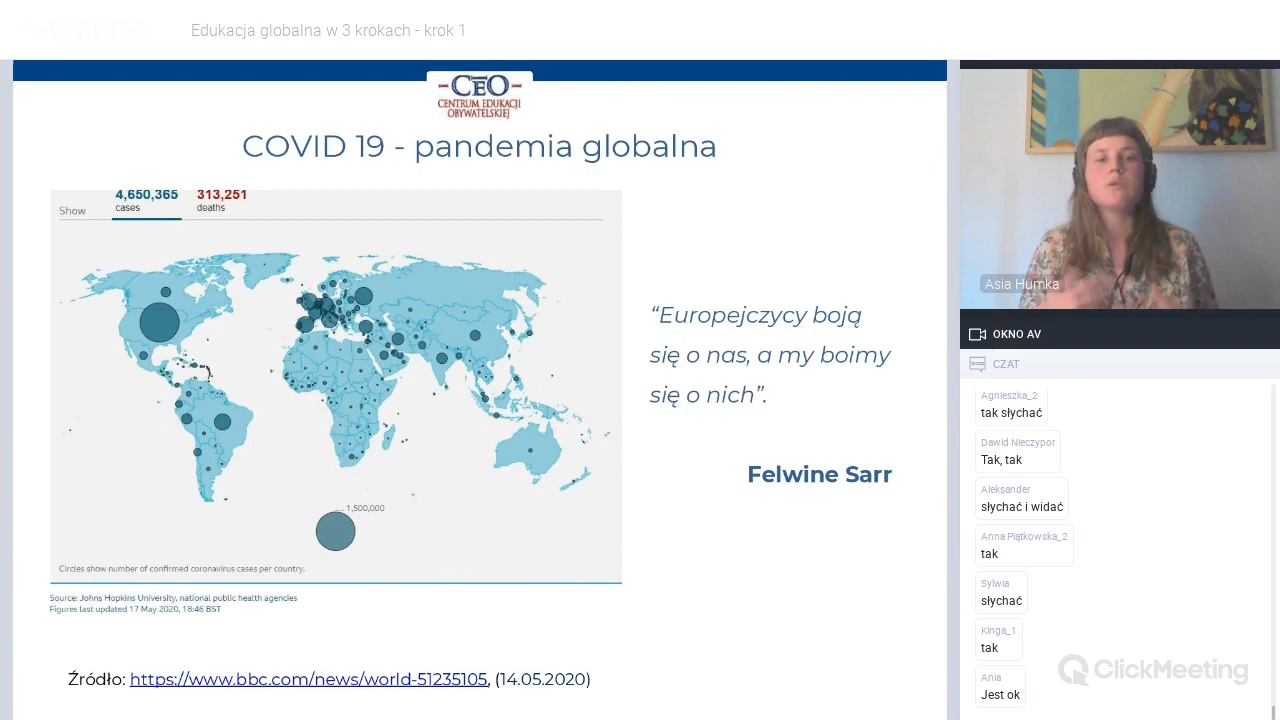 Edukacja globalna w 3 krokach - krok 1
CEO
CENTRUM EDUKACJI
OBYWATELSKIEJ
COVID 19 - pandemia globalna
Show
4,650,365
cases
313,251
deaths
1,500,000
Circles show number of confirmed coronavirus cases per country.
Source: Johns Hopkins University, national public health agencies
Figures last updated 17 May 2020, 18:46 BST
“Europejczycy boją
się o nas, a my boimy
się o nich”.
Felwine Sarr
Źródło: https://www.bbc.com/news/world-51235105, (14.05.2020)
Asia Humka
OKNO AV
CZAT
Agnieszka_2
tak słychać
Dawid Nieczypor
Tak, tak
Aleksander
słychać i widać
Anna Piątkowska_2
tak
Sylwia
słychać
Kinga_1
tak
Ania
Jest ok
ClickMeeting